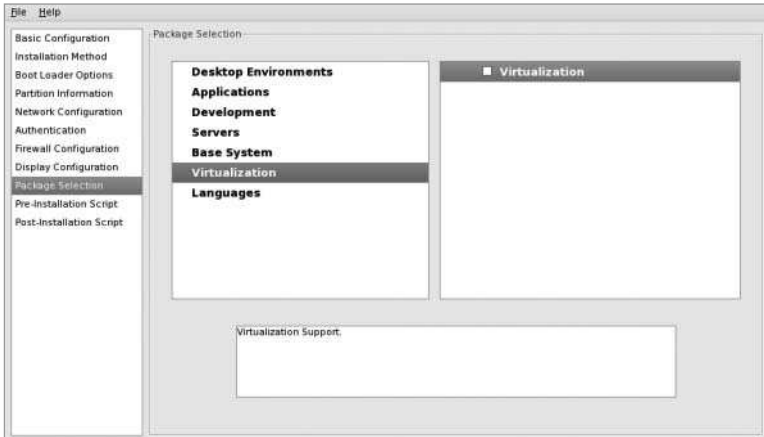 File Help
Basic Configuration
Installation Method
Boot Loader Options
Partition Information
Network Configuration
Authentication
Firewall Configuration
Display Configuration
Package Selection
Pre-Installation Script
Post-Installation Script
Package Selection
Desktop Environments
Applications
Development
Servers
Base System
Virtualization
Languages
Virtualization
Virtualization Support.